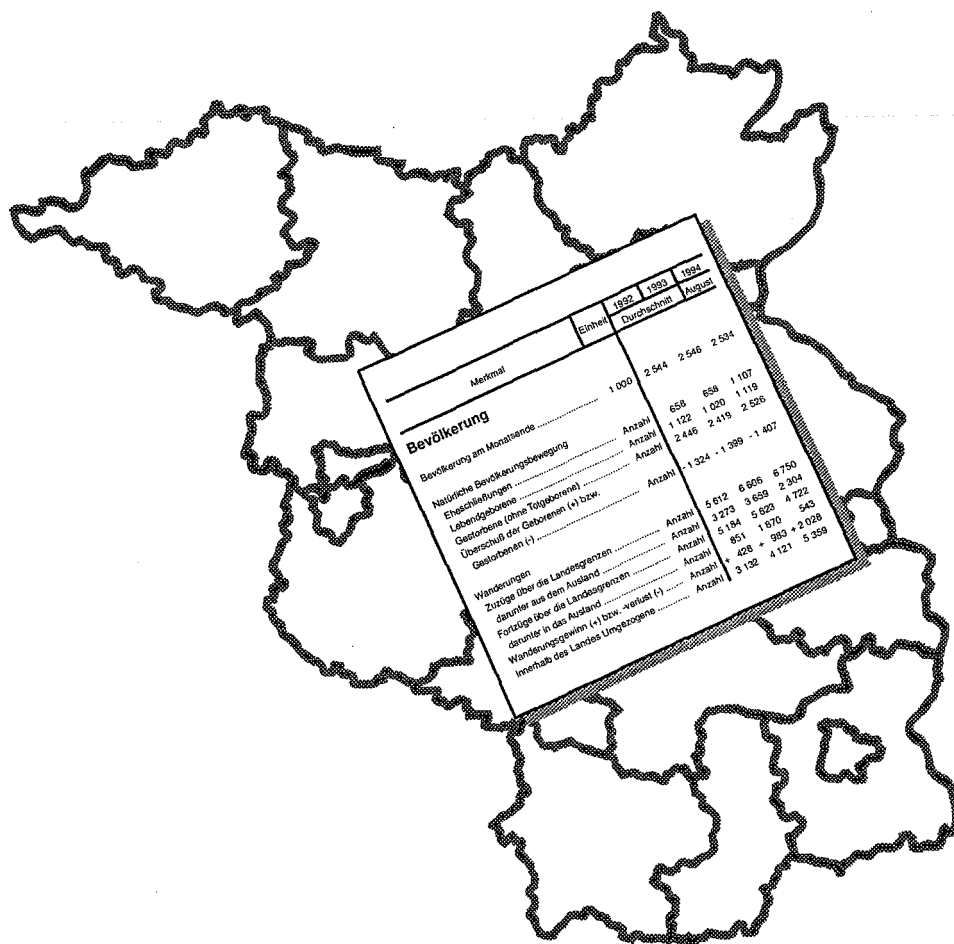 Merkmal Einheit 1992 1993 1994
Durchschnitt August
Bevölkerung
Bevölkerung am Monatsende ................ 1 000 2 544 2 546 2 534
Natürliche Bevölkerungsbewegung
Eheschließungen ................ Anzahl 658 658 1 107
Lebendgeborene ................ Anzahl 1 122 1 020 1 119
Gestorbene (ohne Totgeborene) ................ Anzahl 2 446 2 419 2 526
Überschuß der Geborenen (+) bzw.
Gestorbenen (-) ................ Anzahl - 1 324 - 1 399 - 1 407
Wanderungen
Zuzüge über die Landesgrenzen ................ Anzahl 5 612 6 606 6 750
darunter aus dem Ausland ................ Anzahl 3 273 3 659 2 304
Fortzüge über die Landesgrenzen ................ Anzahl 5 184 5 623 4 722
darunter in das Ausland ................ Anzahl 851 1 670 543
Wanderungsgewinn (+) bzw. -verlust (-) ....... Anzahl + 428 + 983 + 2 028
Innerhalb des Landes Umgezogene ........ Anzahl 3 132 4 121 5 359